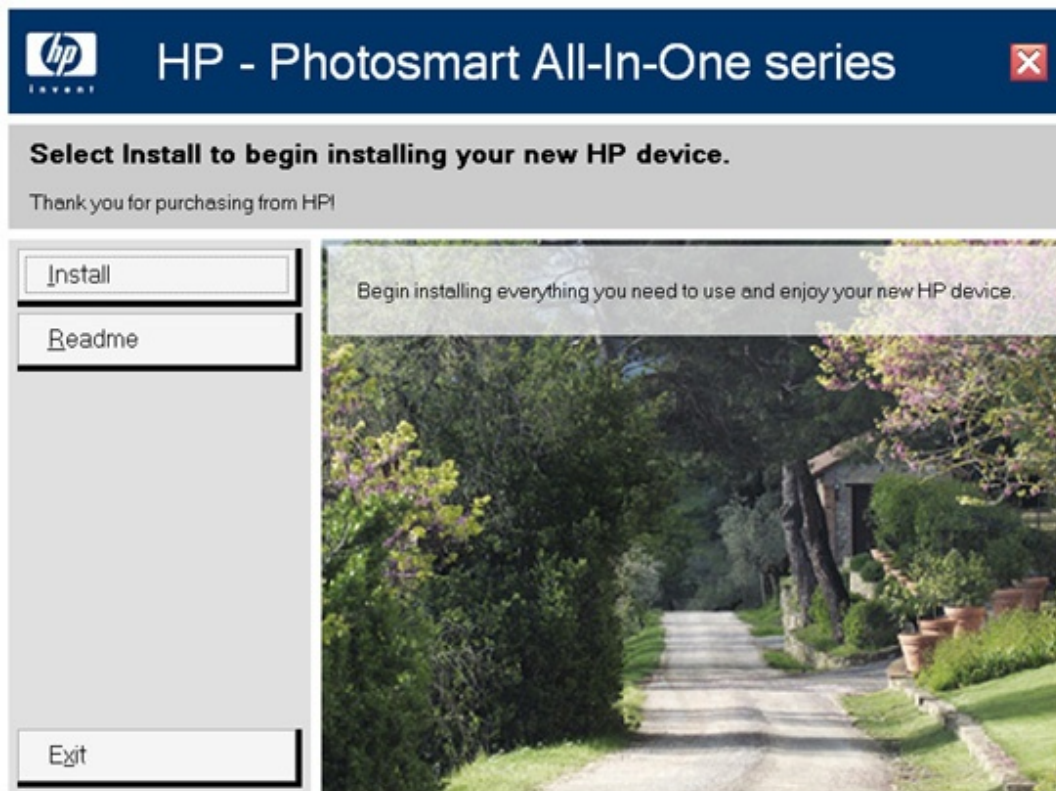 hp
invent
HP - Photosmart All-In-One series
Select Install to begin installing your new HP device.
Thank you for purchasing from HP!
Install
Begin installing everything you need to use and enjoy your new HP device.
Readme
Exit